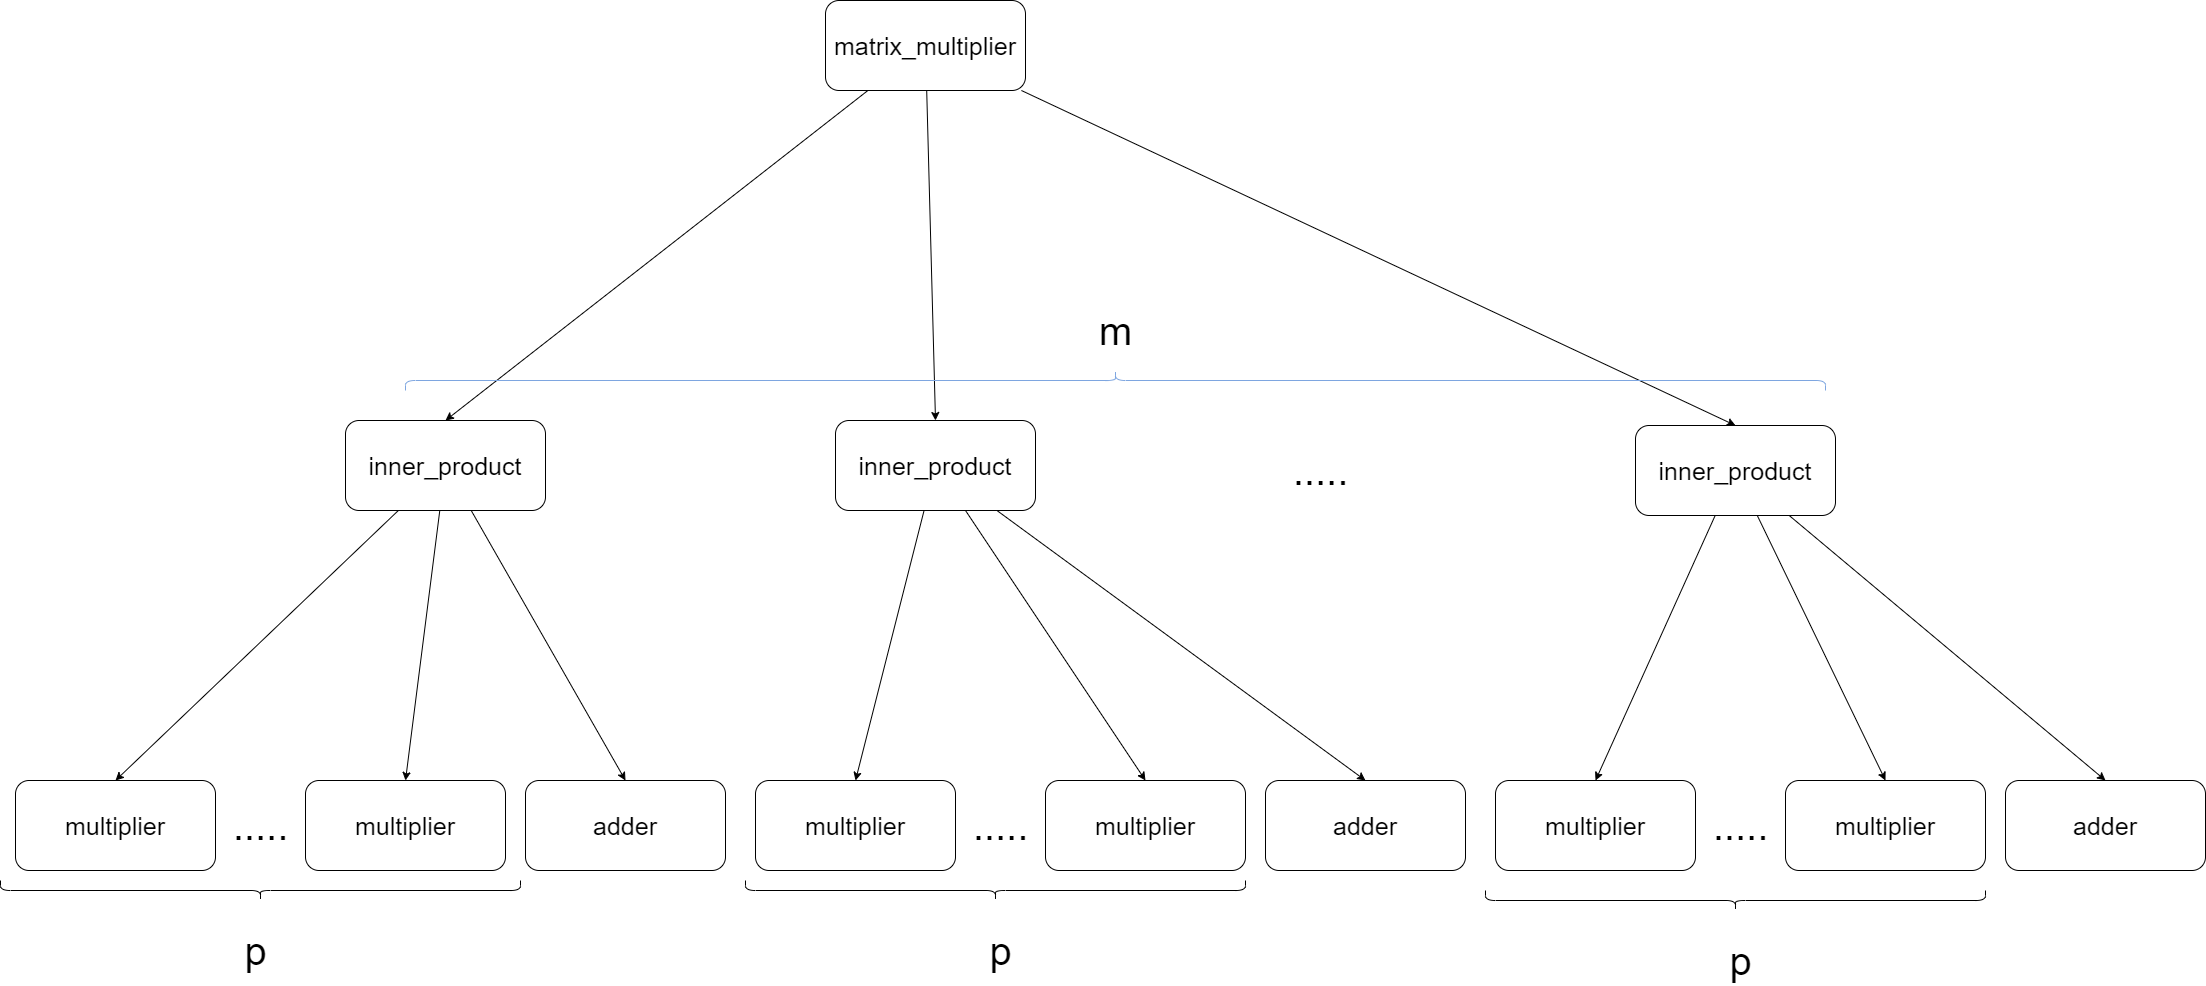 matrix_multiplier
m
inner_product
inner_product
.....
inner_product
multiplier
.....
multiplier
adder
multiplier
.....
multiplier
adder
multiplier
.....
multiplier
adder
p
p
p